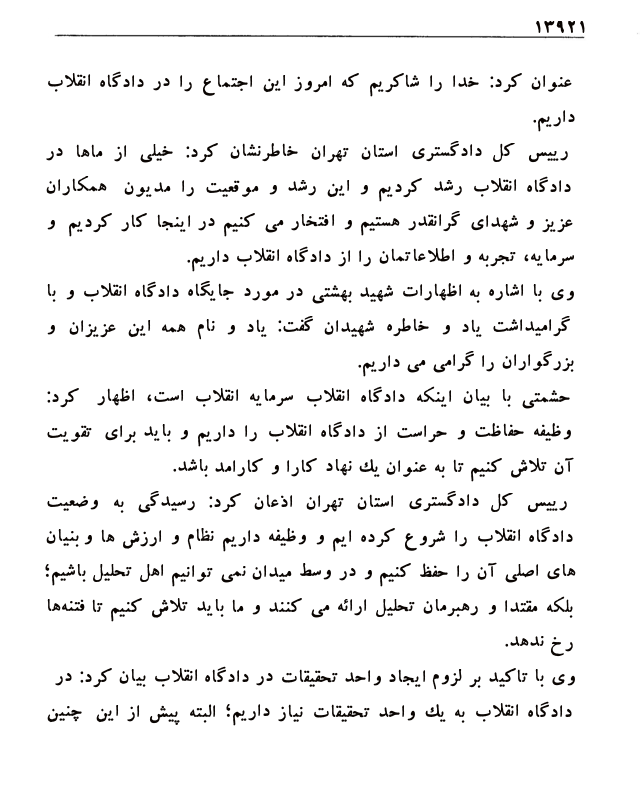 ۱۳۹۲۱
عنوان کرد: خدا را شاکریم که امروز این اجتماع را در دادگاه انقلاب
داریم.
رییس کل دادگستری استان تهران خاطرنشان کرد: خیلی از ماها در
دادگاه انقلاب رشد کردیم و این رشد و موقعیت را مدیون همکاران
عزیز و شهدای گرانقدر هستیم و افتخار می کنیم در اینجا کار کردیم و
سرمایه، تجربه و اطلاعاتمان را از دادگاه انقلاب داریم.
وی با اشاره به اظهارات شهید بهشتی در مورد جایگاه دادگاه انقلاب و با
گرامیداشت یاد و خاطره شهیدان گفت: یاد و نام همه این عزیزان و
بزرگواران را گرامی می داریم.
حشمتی با بیان اینکه دادگاه انقلاب سرمایه انقلاب است، اظهار کرد:
وظیفه حفاظت و حراست از دادگاه انقلاب را داریم و باید برای تقویت
آن تلاش کنیم تا به عنوان یك نهاد کارا و کارامد باشد.
رییس کل دادگستری استان تهران اذعان کرد: رسیدگی به وضعیت
دادگاه انقلاب را شروع کرده ایم و وظیفه داریم نظام و ارزش ها و بنیان
های اصلی آن را حفظ کنیم و در وسط میدان نمی توانیم اهل تحلیل باشیم؛
بلکه مقتدا و رهبرمان تحلیل ارائه می کنند و ما باید تلاش کنیم تا فتنه‌ها
رخ ندهد.
وی با تاکید بر لزوم ایجاد واحد تحقیقات در دادگاه انقلاب بیان کرد: در
دادگاه انقلاب به یك واحد تحقیقات نیاز داریم؛ البته پیش از این چنین